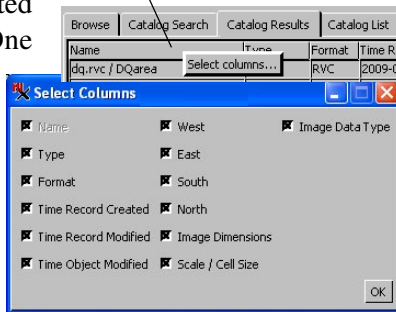 ted
One
Browse Catalog Search Catalog Results Catalog List
Name Type Format Time R
dq.rvc / DQarea RVC 2009-0
Select columns...
Select Columns
Name West Image Data Type
Type East
Format South
Time Record Created North
Time Record Modified Image Dimensions
Time Object Modified Scale / Cell Size
OK